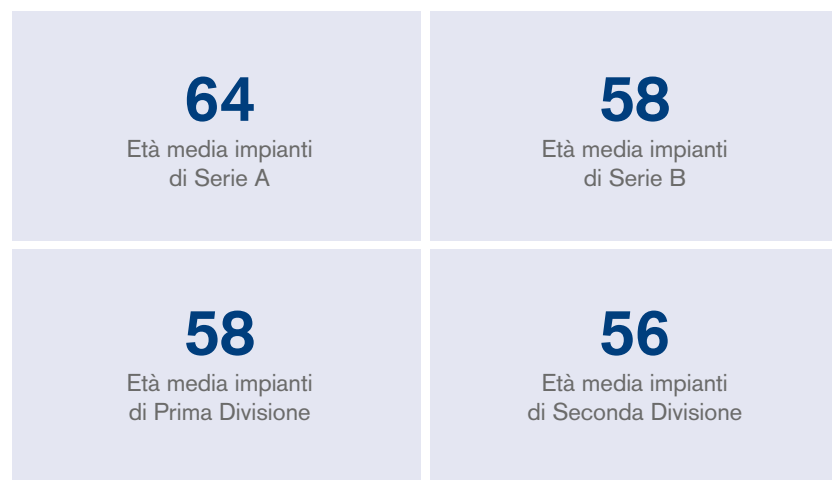 64
Età media impianti
di Serie A
58
Età media impianti
di Serie B
58
Età media impianti
di Prima Divisione
56
Età media impianti
di Seconda Divisione